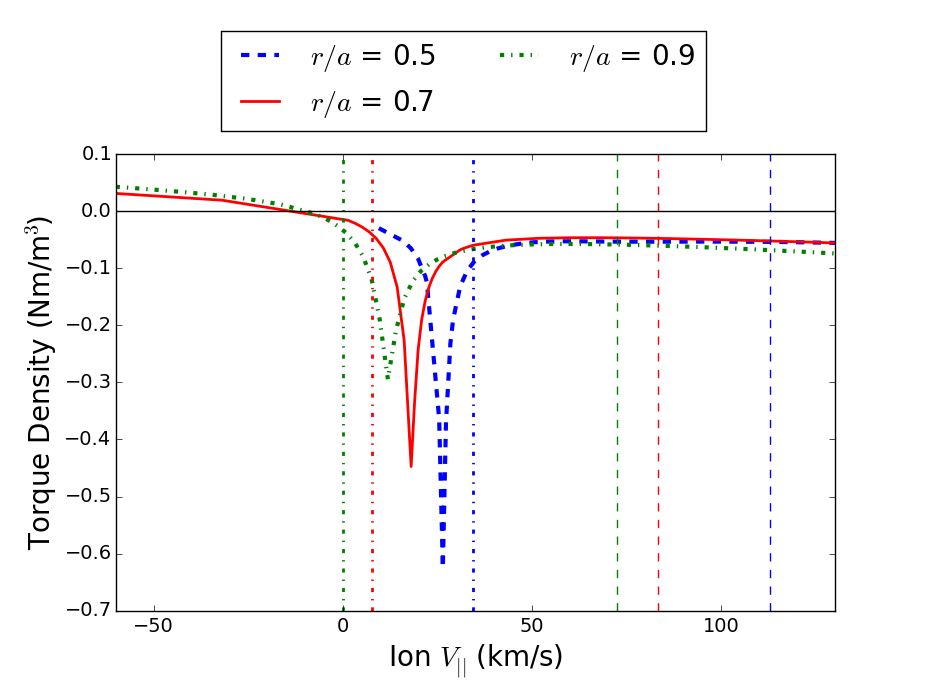 r/a = 0.5 r/a = 0.9
r/a = 0.7
0.1
0.0
−0.1
−0.2
−0.3
−0.4
−0.5
−0.6
−0.7
Torque Density (Nm/m³)
−50 0 50 100
Ion V|| (km/s)